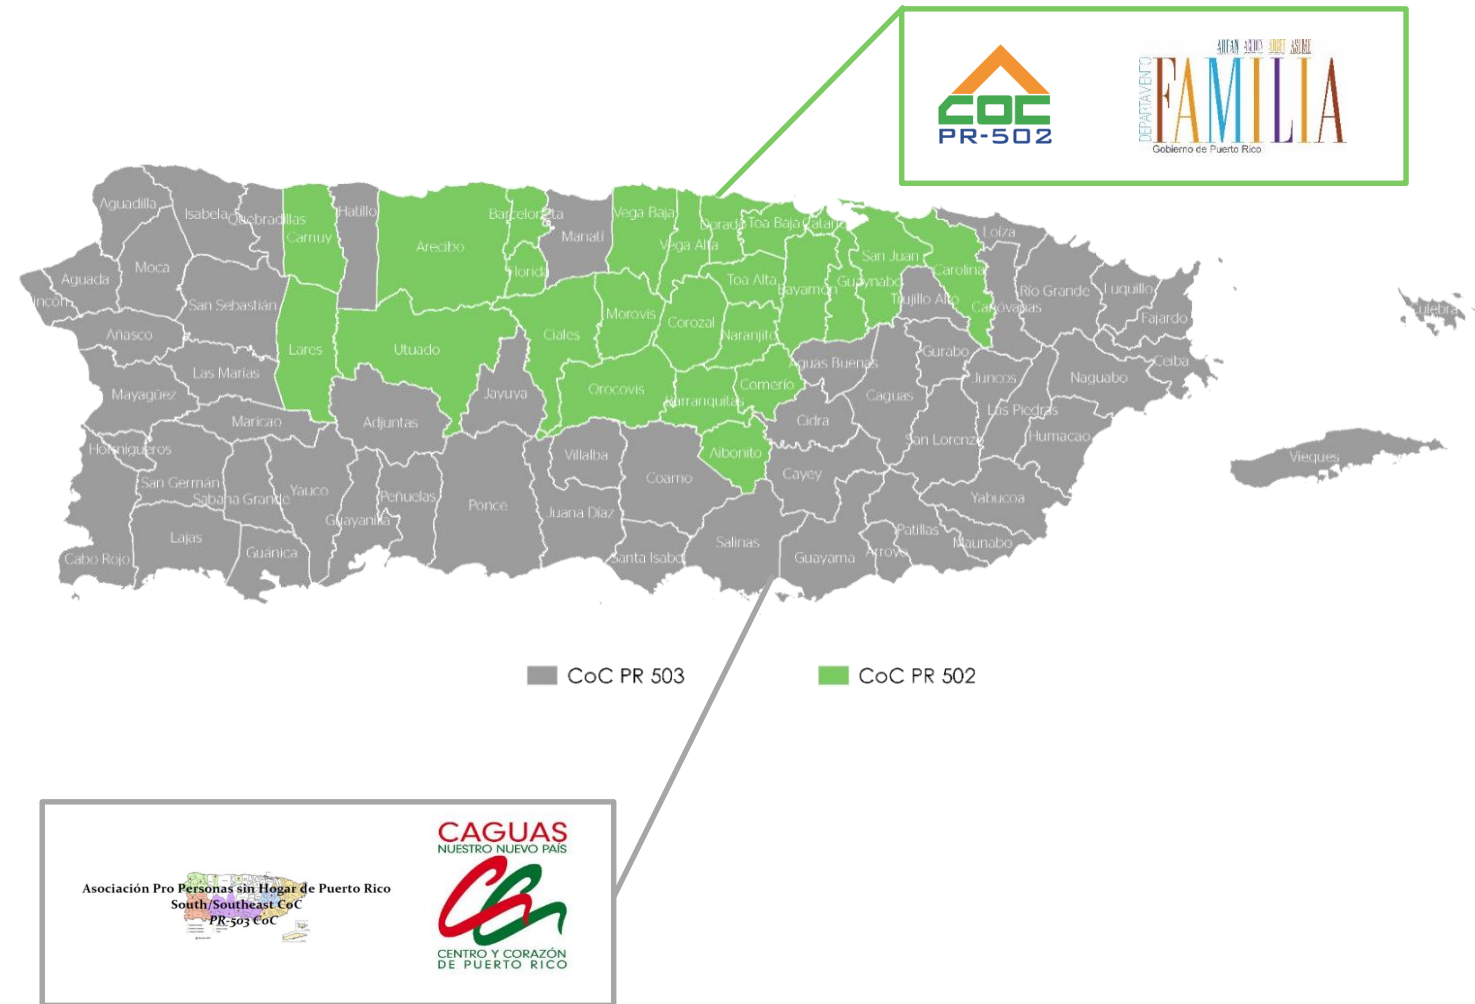 COC
PR-502
ADFAN ACUDEN ADSEF ASUME
DEPARTAMENTO
FAMILIA
Gobierno de Puerto Rico
Aguadilla
Isabela
Quebradillas
Camuy
Hatillo
Arecibo
Barceloneta
Manatí
Vega Baja
Vega Alta
Dorado
Toa Baja
Cataño
San Juan
Carolina
Loíza
Aguada
Moca
San Sebastián
Florida
Toa Alta
Bayamón
Guaynabo
Trujillo Alto
Canóvanas
Río Grande
Luquillo
Fajardo
Culebra
Rincón
Añasco
Lares
Utuado
Ciales
Morovis
Corozal
Naranjito
Aguas Buenas
Gurabo
Juncos
Naguabo
Ceiba
Mayagüez
Las Marías
Jayuya
Orocovis
Barranquitas
Comerío
Caguas
Las Piedras
Humacao
Maricao
Adjuntas
Cidra
San Lorenzo
Hormigueros
Villalba
Aibonito
Vieques
San Germán
Sabana Grande
Yauco
Peñuelas
Ponce
Coamo
Cayey
Yabucoa
Guayanilla
Juana Díaz
Cabo Rojo
Lajas
Guánica
Santa Isabe
Salinas
Guayama
Arroyo
Patillas
Maunabo
CoC PR 503
CoC PR 502
Asociación Pro Personas sin Hogar de Puerto Rico
South/Southeast CoC
PR-503 CoC
CAGUAS
NUESTRO NUEVO PAÍS
CENTRO Y CORAZÓN
DE PUERTO RICO